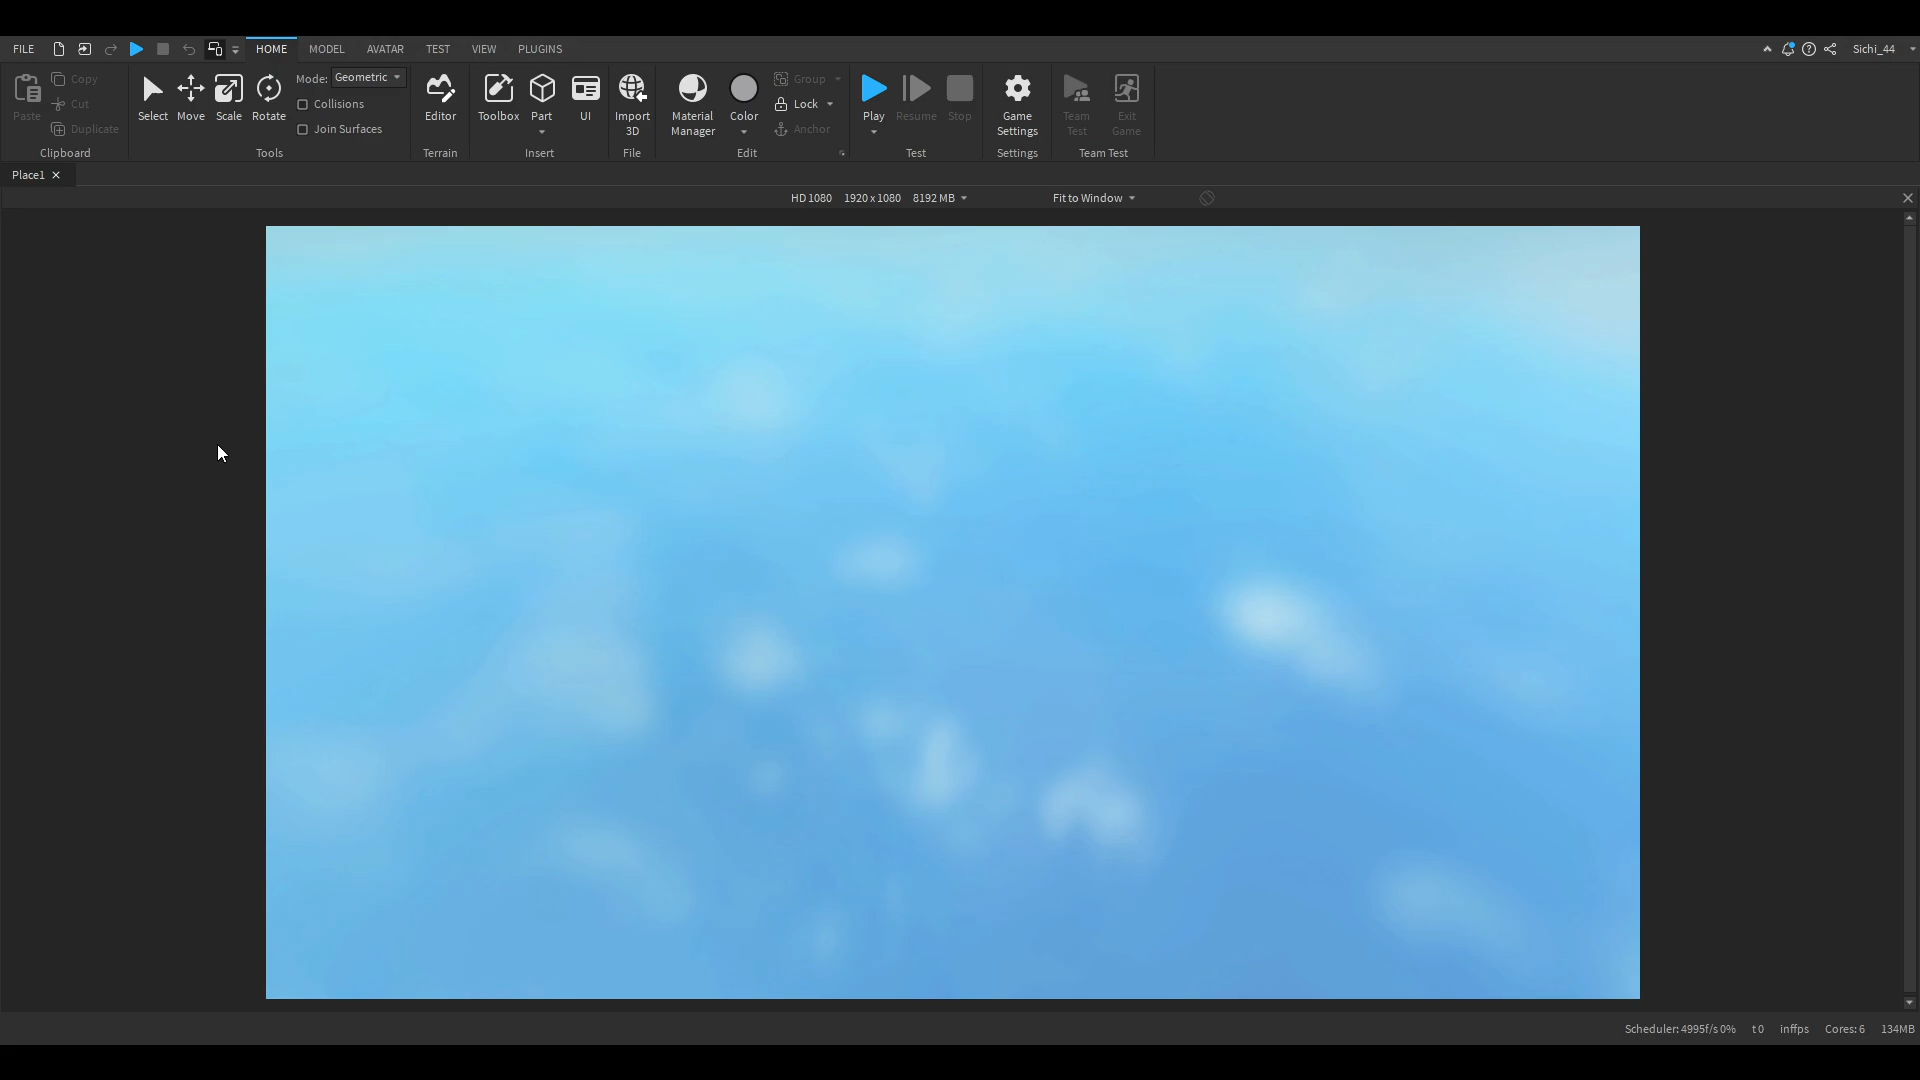 FILE HOME MODEL AVATAR TEST VIEW PLUGINS Sichi_44
Paste Copy Cut Duplicate Clipboard
Select Move Scale Rotate Mode: Geometric Collisions Join Surfaces Tools
Editor Terrain
Toolbox Part UI Insert
Import 3D File
Material Manager Color Group Lock Anchor Edit
Play Resume Stop Test
Game Settings Settings
Team Test Exit Game Team Test
Place1
HD 1080 1920 x 1080 8192 MB Fit to Window
Scheduler: 4995f/s 0% t 0 inffps Cores: 6 134MB